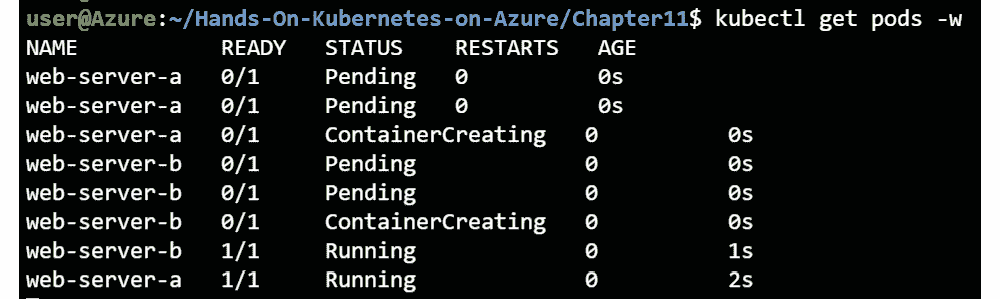 user@Azure:~/Hands-On-Kubernetes-on-Azure/Chapter11$ kubectl get pods -w
NAME READY STATUS RESTARTS AGE
web-server-a 0/1 Pending 0 0s
web-server-a 0/1 Pending 0 0s
web-server-a 0/1 ContainerCreating 0 0s
web-server-b 0/1 Pending 0 0s
web-server-b 0/1 Pending 0 0s
web-server-b 0/1 ContainerCreating 0 0s
web-server-b 1/1 Running 0 1s
web-server-a 1/1 Running 0 2s